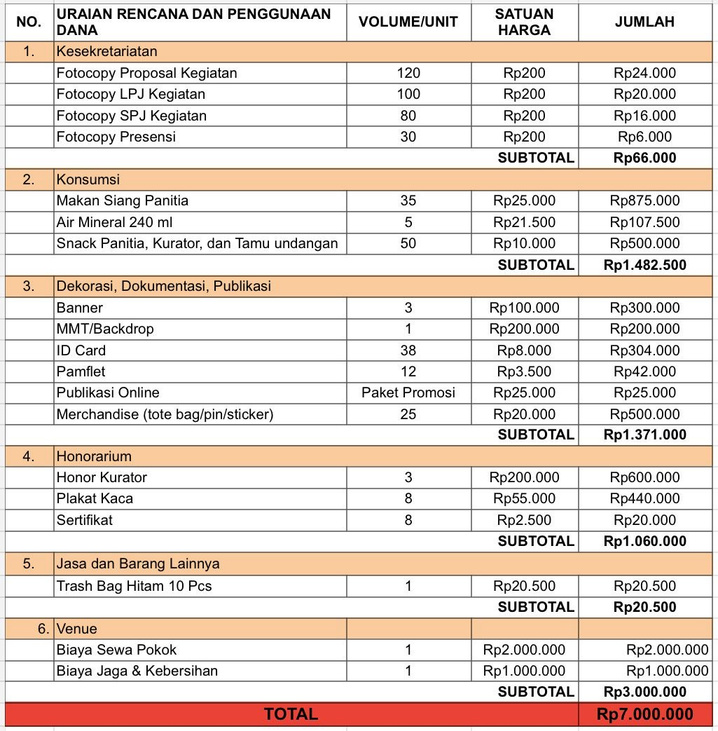 NO. URAIAN RENCANA DAN PENGGUNAAN DANA VOLUME/UNIT SATUAN HARGA JUMLAH
1. Kesekretariatan
Fotocopy Proposal Kegiatan 120 Rp200 Rp24.000
Fotocopy LPJ Kegiatan 100 Rp200 Rp20.000
Fotocopy SPJ Kegiatan 80 Rp200 Rp16.000
Fotocopy Presensi 30 Rp200 Rp6.000
SUBTOTAL Rp66.000
2. Konsumsi
Makan Siang Panitia 35 Rp25.000 Rp875.000
Air Mineral 240 ml 5 Rp21.500 Rp107.500
Snack Panitia, Kurator, dan Tamu undangan 50 Rp10.000 Rp500.000
SUBTOTAL Rp1.482.500
3. Dekorasi, Dokumentasi, Publikasi
Banner 3 Rp100.000 Rp300.000
MMT/Backdrop 1 Rp200.000 Rp200.000
ID Card 38 Rp8.000 Rp304.000
Pamflet 12 Rp3.500 Rp42.000
Publikasi Online Paket Promosi Rp25.000 Rp25.000
Merchandise (tote bag/pin/sticker) 25 Rp20.000 Rp500.000
SUBTOTAL Rp1.371.000
4. Honorarium
Honor Kurator 3 Rp200.000 Rp600.000
Plakat Kaca 8 Rp55.000 Rp440.000
Sertifikat 8 Rp2.500 Rp20.000
SUBTOTAL Rp1.060.000
5. Jasa dan Barang Lainnya
Trash Bag Hitam 10 Pcs 1 Rp20.500 Rp20.500
SUBTOTAL Rp20.500
6. Venue
Biaya Sewa Pokok 1 Rp2.000.000 Rp2.000.000
Biaya Jaga & Kebersihan 1 Rp1.000.000 Rp1.000.000
SUBTOTAL Rp3.000.000
TOTAL Rp7.000.000